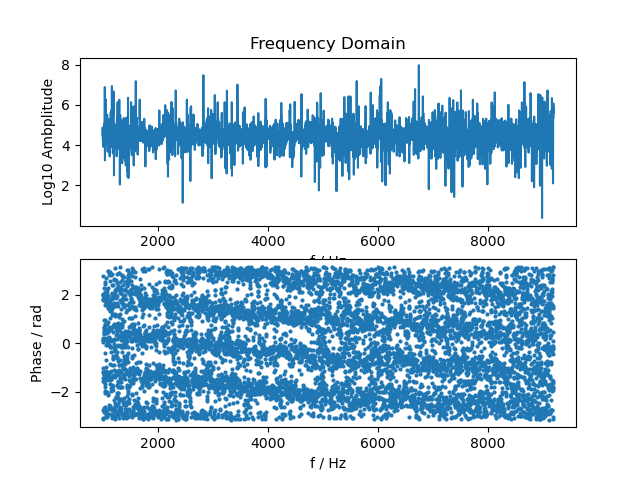 Frequency Domain
8
6
4
2
Log10 Ambplitude
2000 4000 6000 8000
f / Hz
2
0
−2
Phase / rad
2000 4000 6000 8000
f / Hz